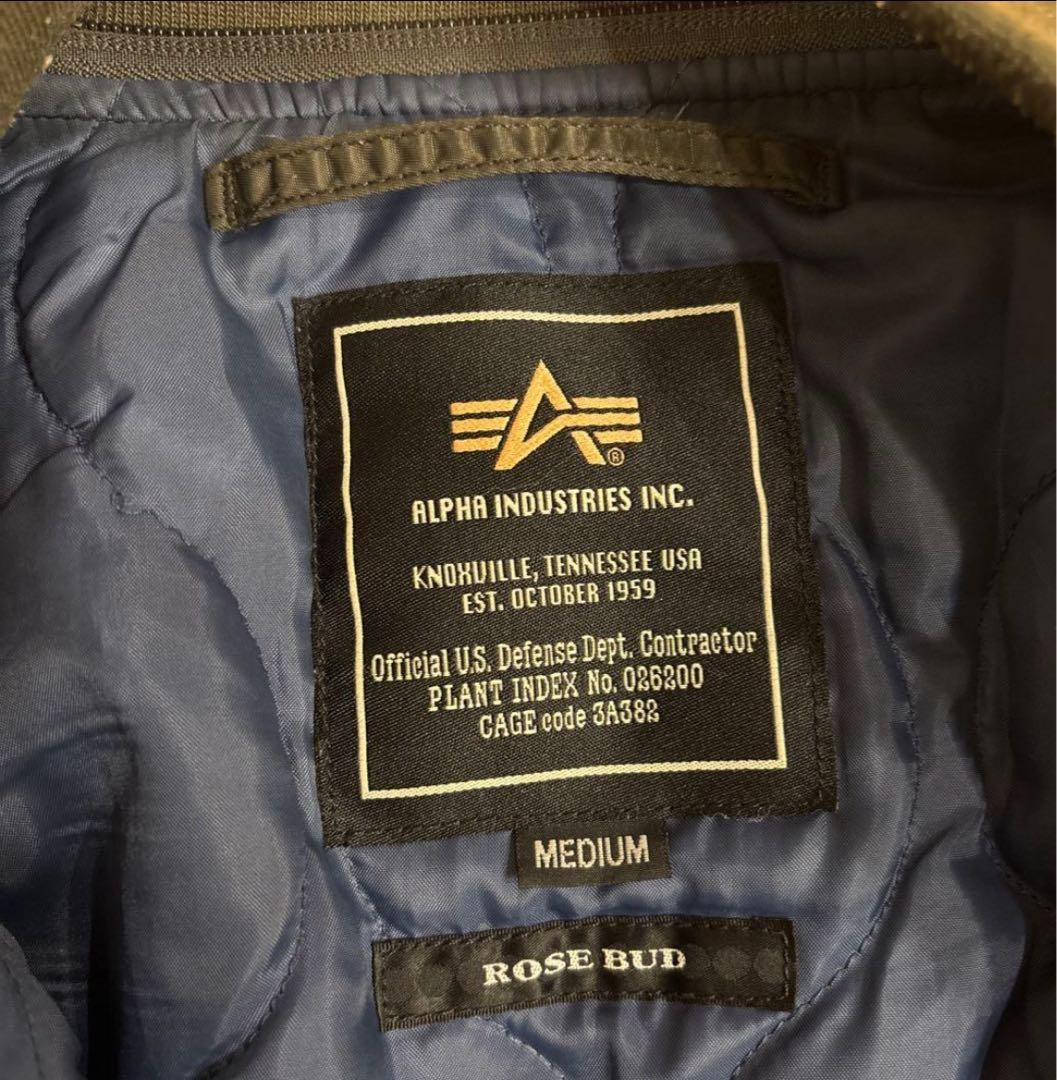 ®
ALPHA INDUSTRIES INC.
KNOXVILLE, TENNESSEE USA
EST. OCTOBER 1959
Official U.S. Defense Dept. Contractor
PLANT INDEX No. 026200
CAGE code 3A382
MEDIUM
ROSE BUD